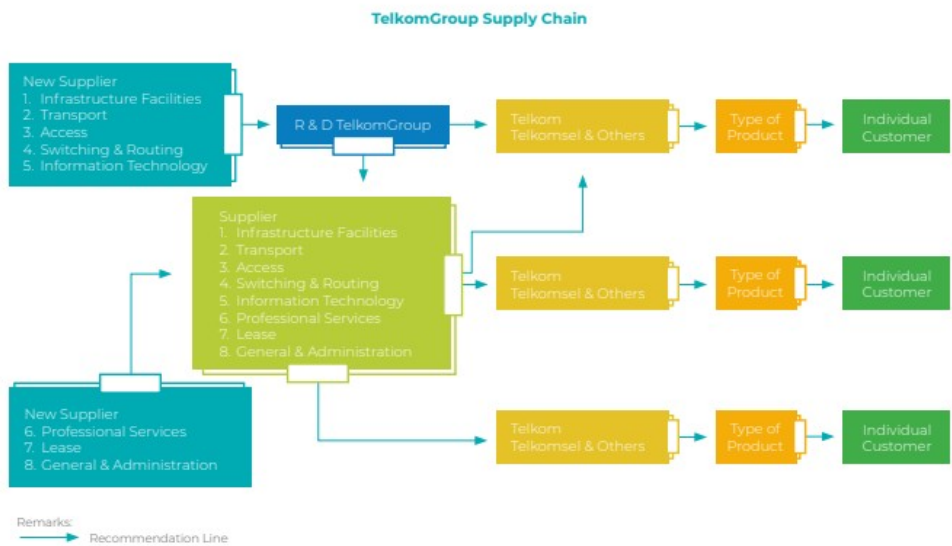 TelkomGroup Supply Chain
New Supplier
1. Infrastructure Facilities
2. Transport
3. Access
4. Switching & Routing
5. Information Technology
R & D TelkomGroup
Telkom
Telkomsel & Others
Type of
Product
Individual
Customer
Supplier
1. Infrastructure Facilities
2. Transport
3. Access
4. Switching & Routing
5. Information Technology
6. Professional Services
7. Lease
8. General & Administration
Telkom
Telkomsel & Others
Type of
Product
Individual
Customer
New Supplier
6. Professional Services
7. Lease
8. General & Administration
Telkom
Telkomsel & Others
Type of
Product
Individual
Customer
Remarks:
Recommendation Line